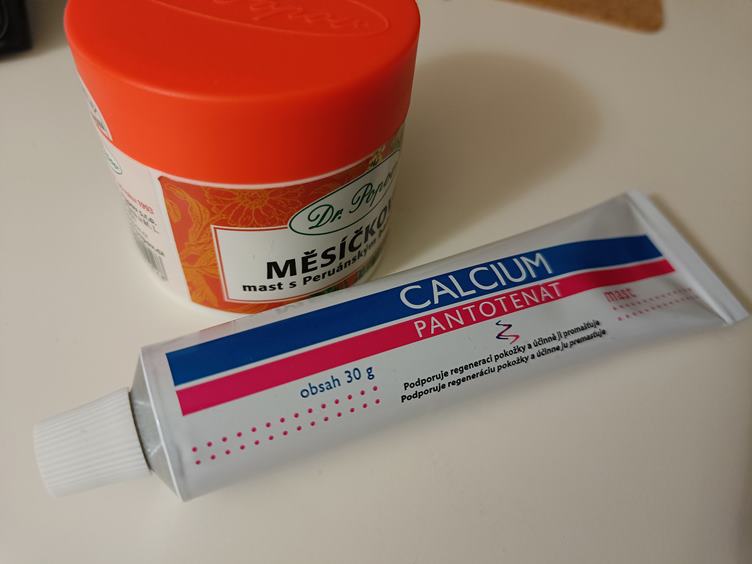 Dr. Popov
MĚSÍČKOV
mast s Peruánským
1993
CALCIUM
PANTOTENAT
mast
obsah 30 g
Podporuje regeneraci pokožky a účinně ji promašťuje
Podporuje regeneráciu pokožky a účinne ju premasťuje